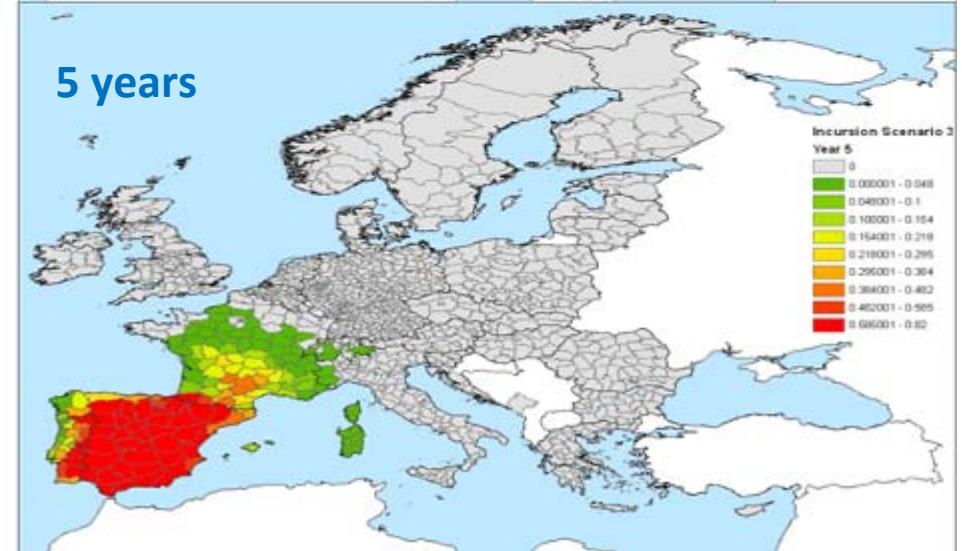 5 years
Incursion Scenario 3
Year 5
0
0.000001 - 0.048
0.048001 - 0.1
0.100001 - 0.154
0.154001 - 0.218
0.218001 - 0.295
0.295001 - 0.384
0.384001 - 0.482
0.482001 - 0.585
0.585001 - 0.82